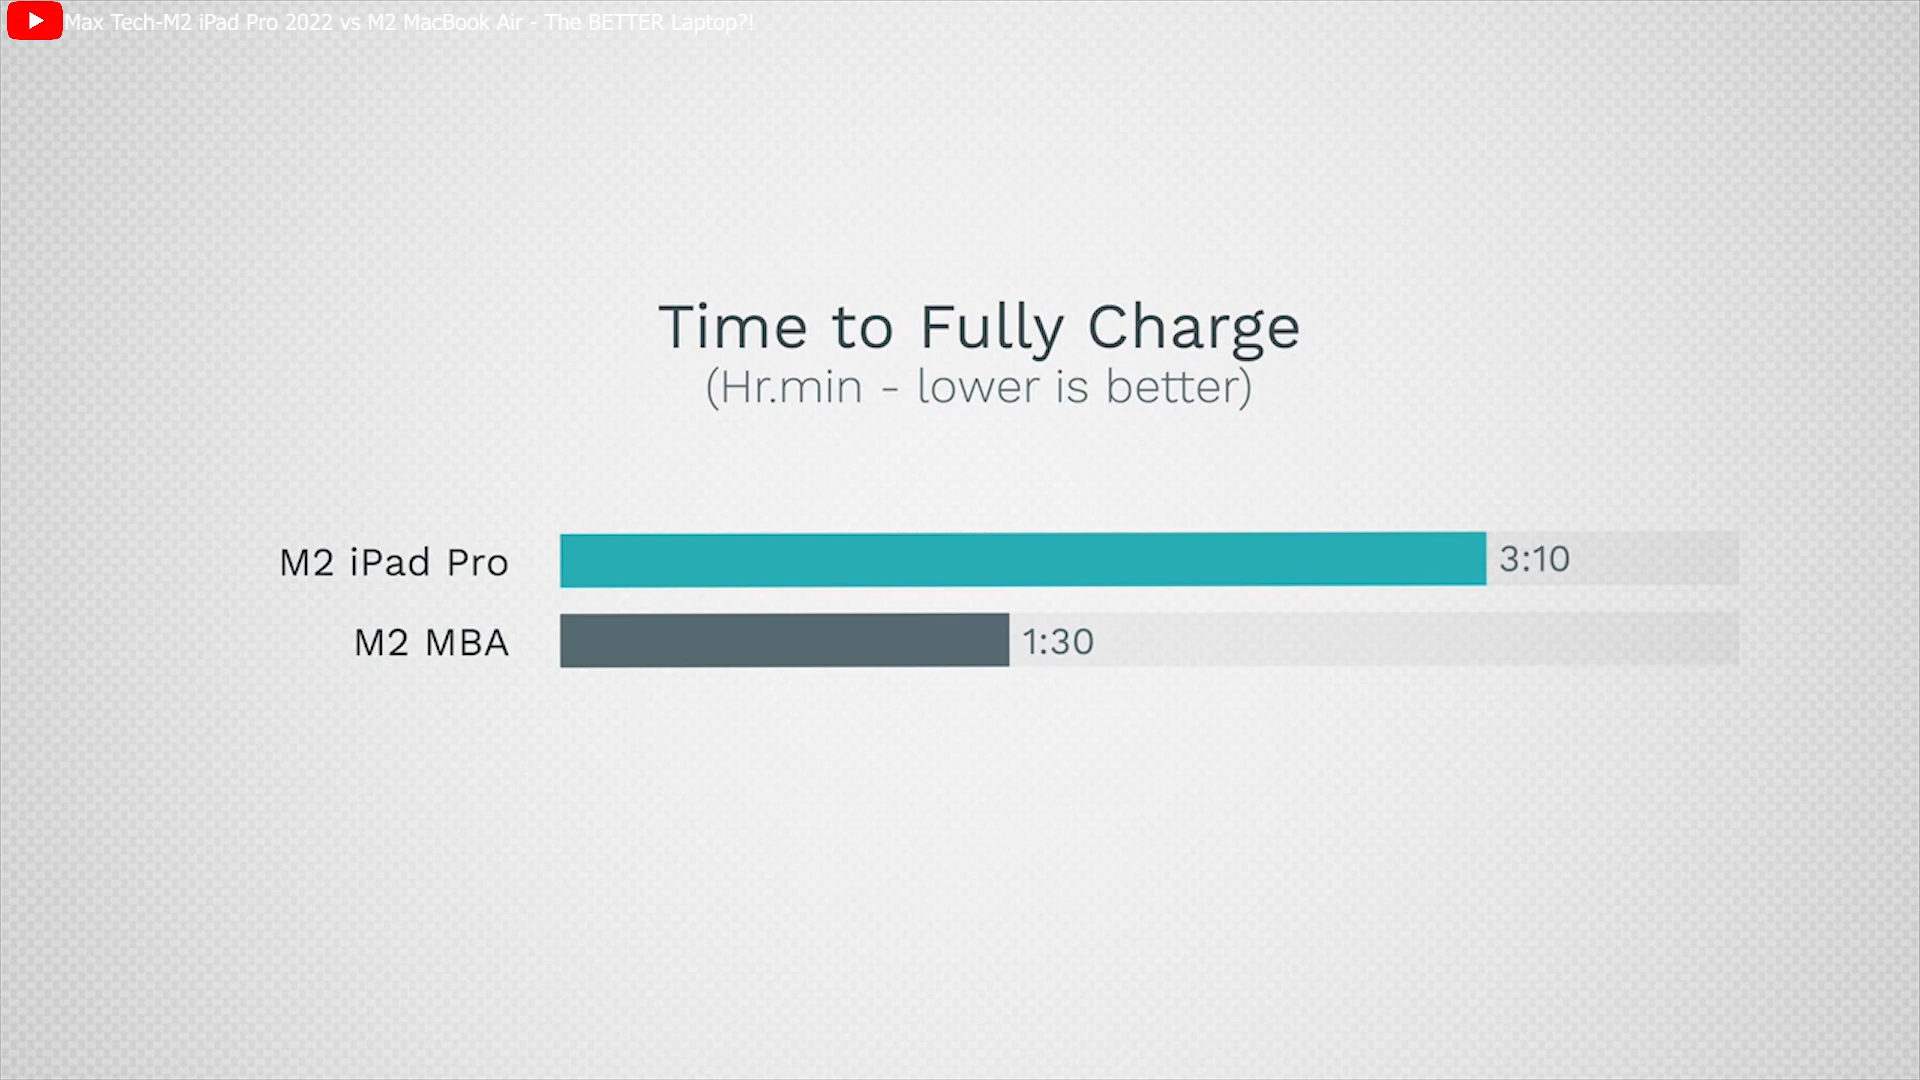 Max Tech-M2 iPad Pro 2022 vs M2 MacBook Air - The BETTER Laptop?!
Time to Fully Charge
(Hr.min - lower is better)
M2 iPad Pro 3:10
M2 MBA 1:30